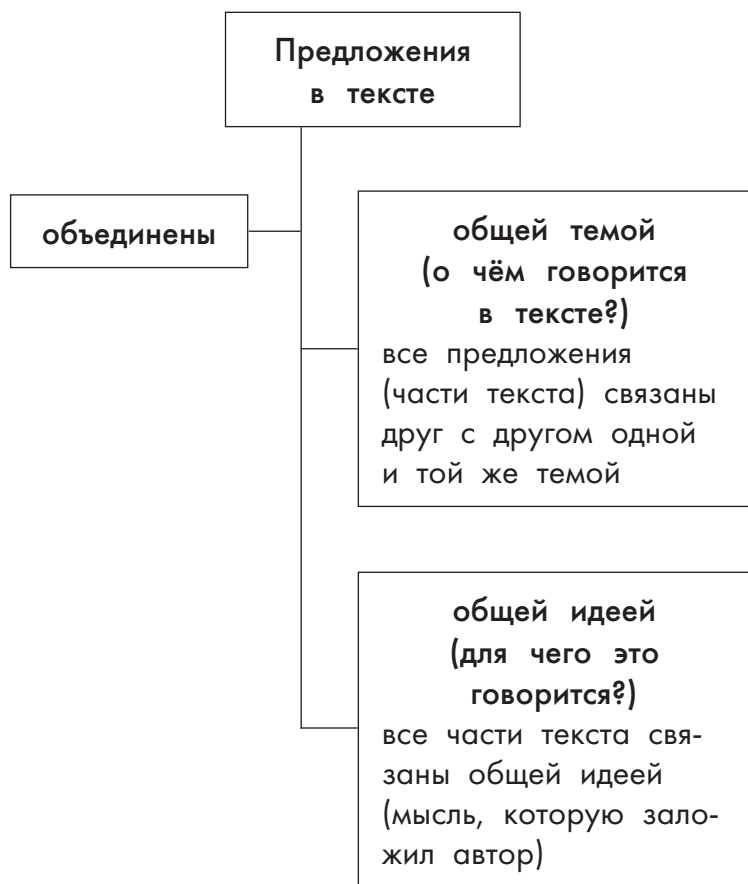 Предложения
в тексте
объединены
общей темой
(о чём говорится
в тексте?)
все предложения
(части текста) связаны
друг с другом одной
и той же темой
общей идеей
(для чего это
говорится?)
все части текста свя-
заны общей идеей
(мысль, которую зало-
жил автор)